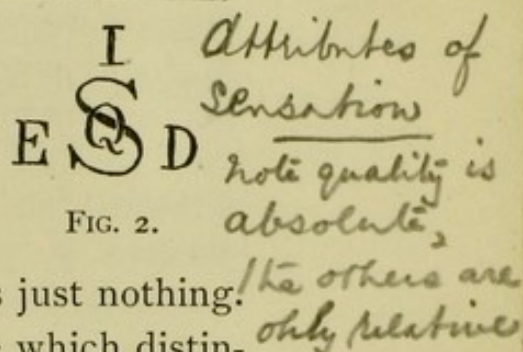 I
E S Q D
FIG. 2.
s just nothing.
which distin-
Attributes of
Sensation
note quality is
absolute,
the others are
only relative